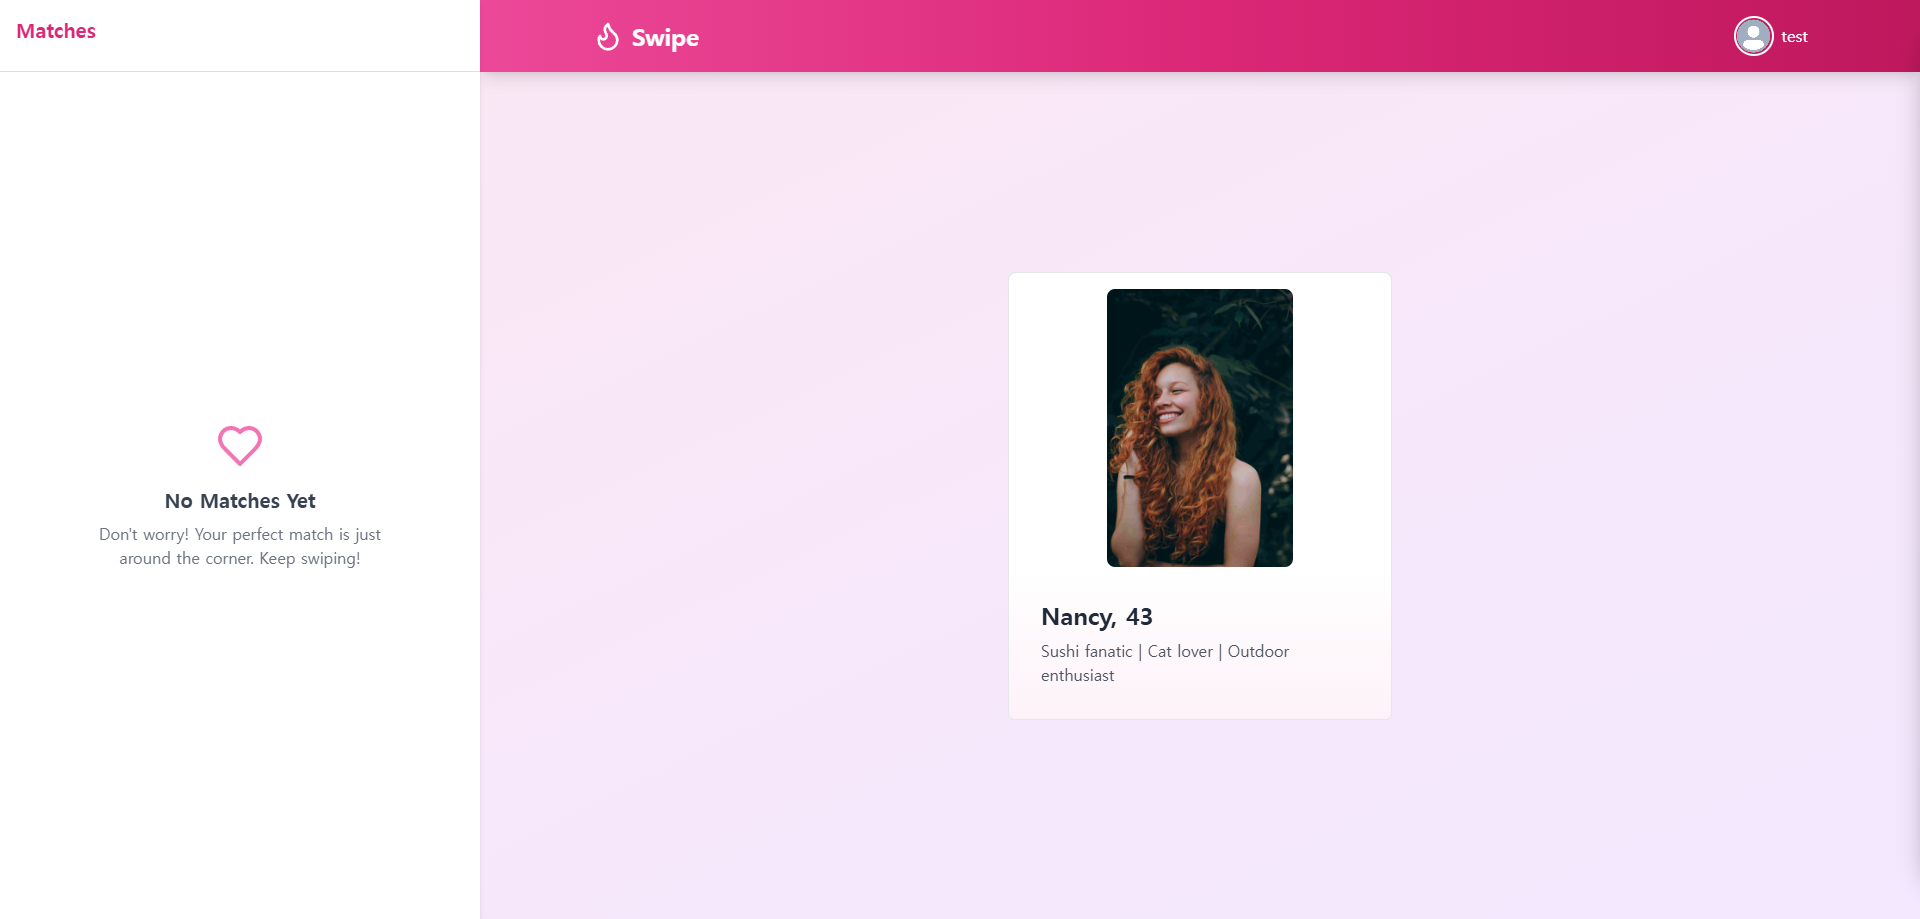 Matches
Swipe
test
No Matches Yet
Don't worry! Your perfect match is just
around the corner. Keep swiping!
Nancy, 43
Sushi fanatic | Cat lover | Outdoor
enthusiast